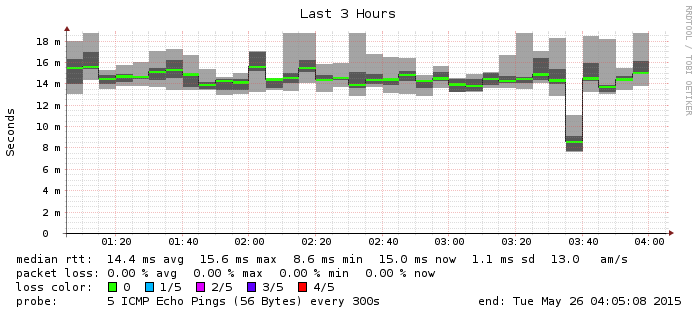 Last 3 Hours
RRDTOOL / TOBI OETIKER
Seconds
18 m
16 m
14 m
12 m
10 m
8 m
6 m
4 m
2 m
0
01:20 01:40 02:00 02:20 02:40 03:00 03:20 03:40 04:00
median rtt: 14.4 ms avg 15.6 ms max 8.6 ms min 15.0 ms now 1.1 ms sd 13.0 am/s
packet loss: 0.00 % avg 0.00 % max 0.00 % min 0.00 % now
loss color: 0 1/5 2/5 3/5 4/5
probe: 5 ICMP Echo Pings (56 Bytes) every 300s end: Tue May 26 04:05:08 2015